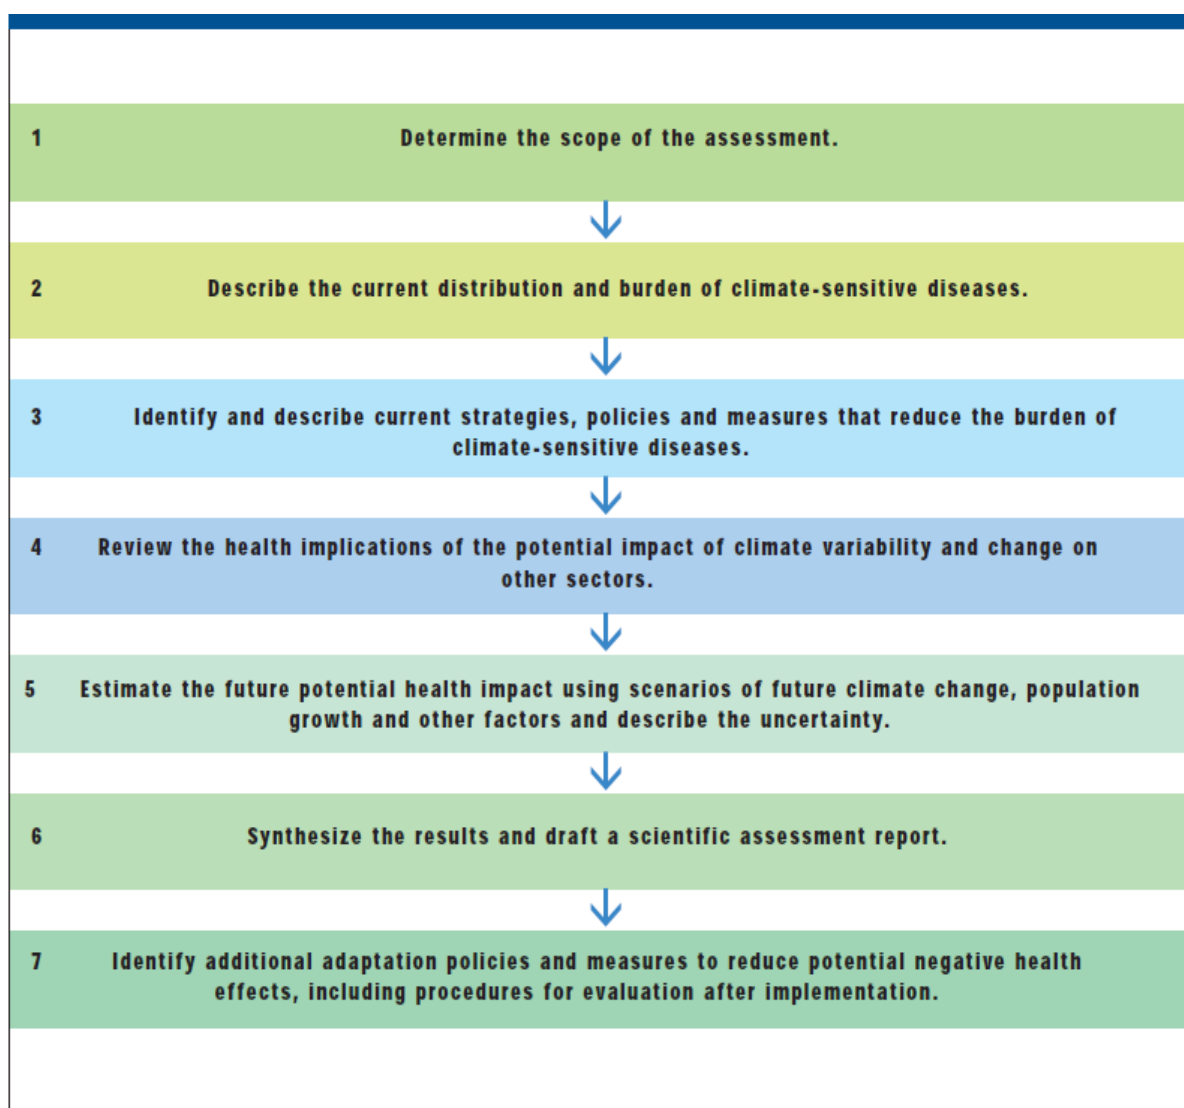 1 Determine the scope of the assessment.
2 Describe the current distribution and burden of climate-sensitive diseases.
3 Identify and describe current strategies, policies and measures that reduce the burden of
climate-sensitive diseases.
4 Review the health implications of the potential impact of climate variability and change on
other sectors.
5 Estimate the future potential health impact using scenarios of future climate change, population
growth and other factors and describe the uncertainty.
6 Synthesize the results and draft a scientific assessment report.
7 Identify additional adaptation policies and measures to reduce potential negative health
effects, including procedures for evaluation after implementation.